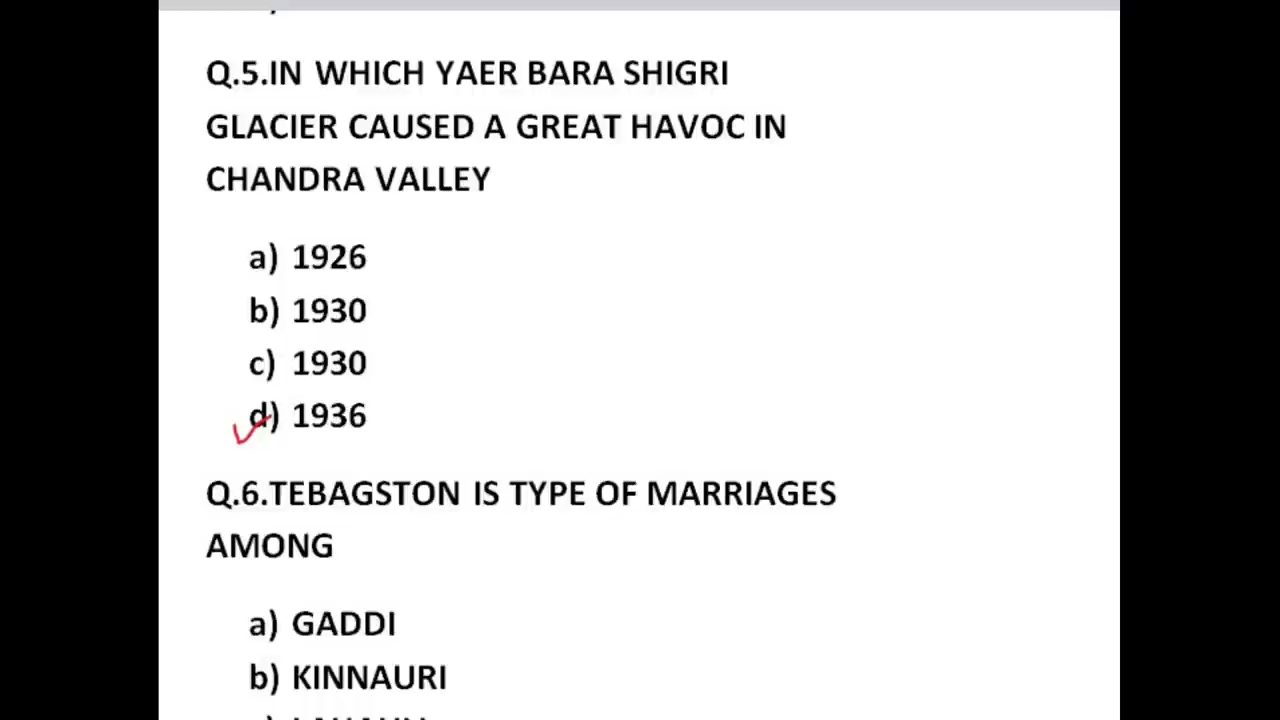 Q.5.IN WHICH YAER BARA SHIGRI
GLACIER CAUSED A GREAT HAVOC IN
CHANDRA VALLEY
a) 1926
b) 1930
c) 1930
d) 1936
Q.6.TEBAGSTON IS TYPE OF MARRIAGES
AMONG
a) GADDI
b) KINNAURI